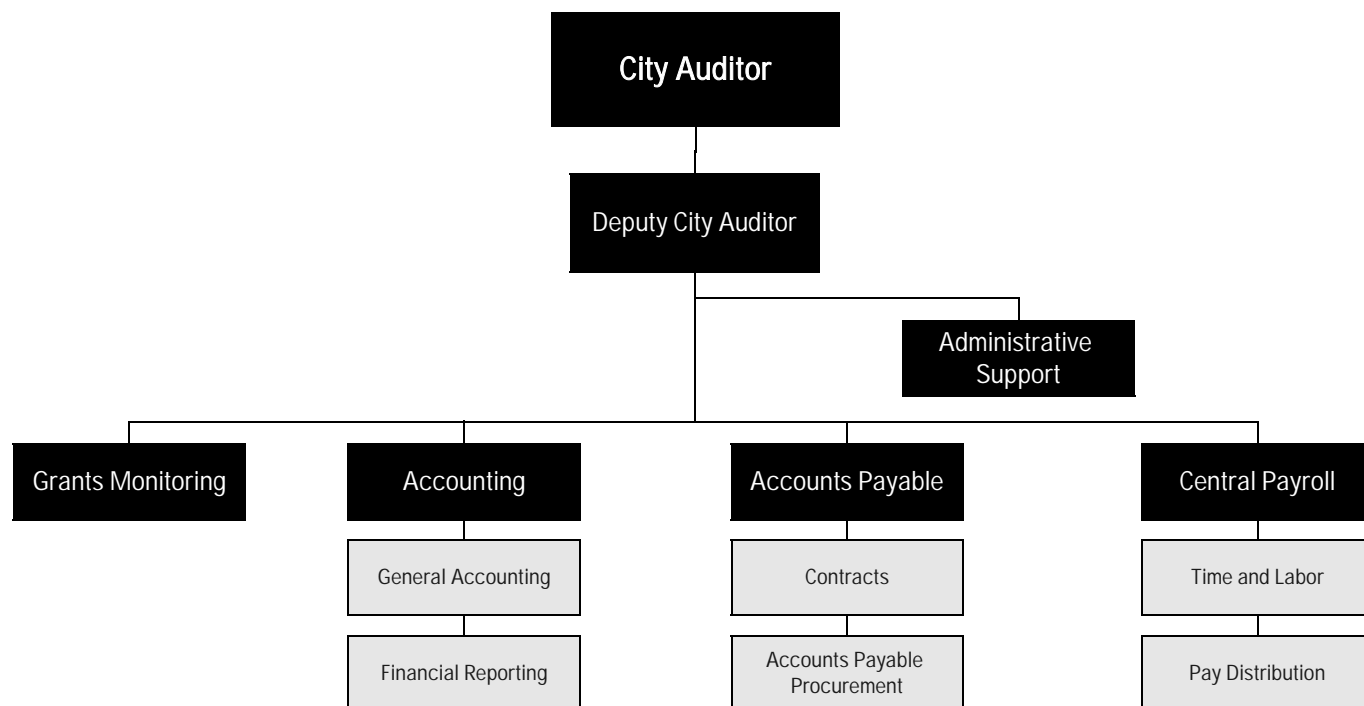 City Auditor
Deputy City Auditor
Administrative
Support
Grants Monitoring
Accounting
Accounts Payable
Central Payroll
General Accounting
Contracts
Time and Labor
Financial Reporting
Accounts Payable
Procurement
Pay Distribution